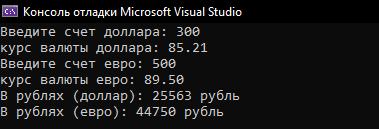 Консоль отладки Microsoft Visual Studio
Введите счет доллара: 300
курс валюты доллара: 85.21
Введите счет евро: 500
курс валюты евро: 89.50
В рублях (доллар): 25563 рубль
В рублях (евро): 44750 рубль